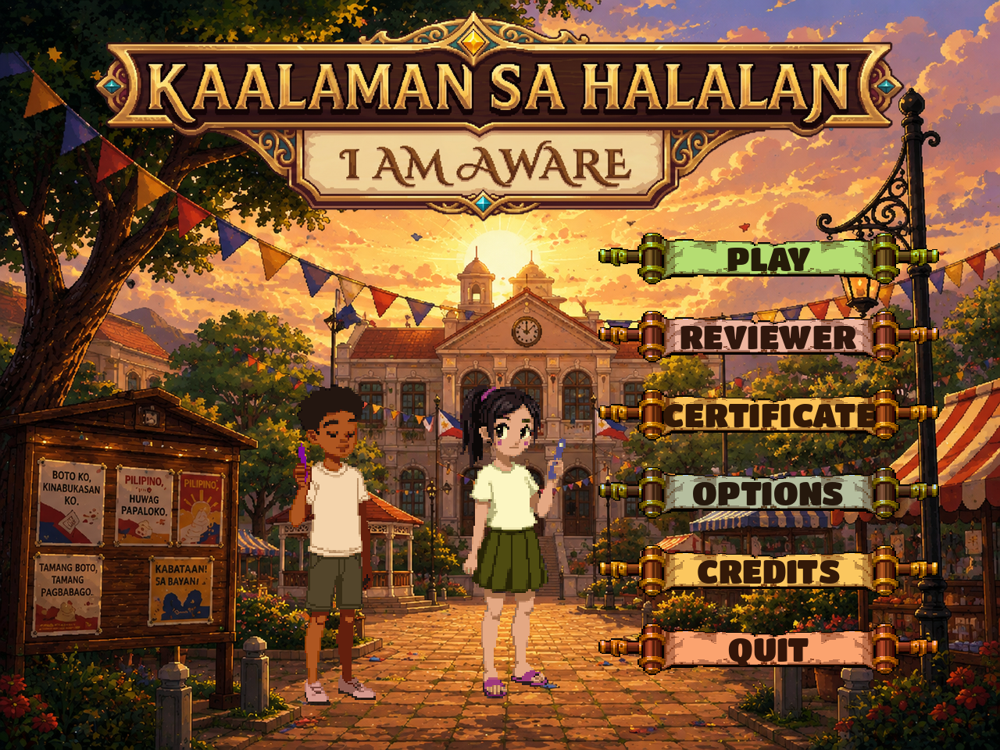 KAALAMAN SA HALALAN
I AM AWARE
PLAY
REVIEWER
CERTIFICATE
OPTIONS
CREDITS
QUIT
BOTO KO,
KINABUKASAN
KO.
PILIPINO,
HUWAG
PAPALOKO.
PILIPINO,
TAMANG BOTO,
TAMANG
PAGBABAGO.
KABATAAN!
SA BAYAN!